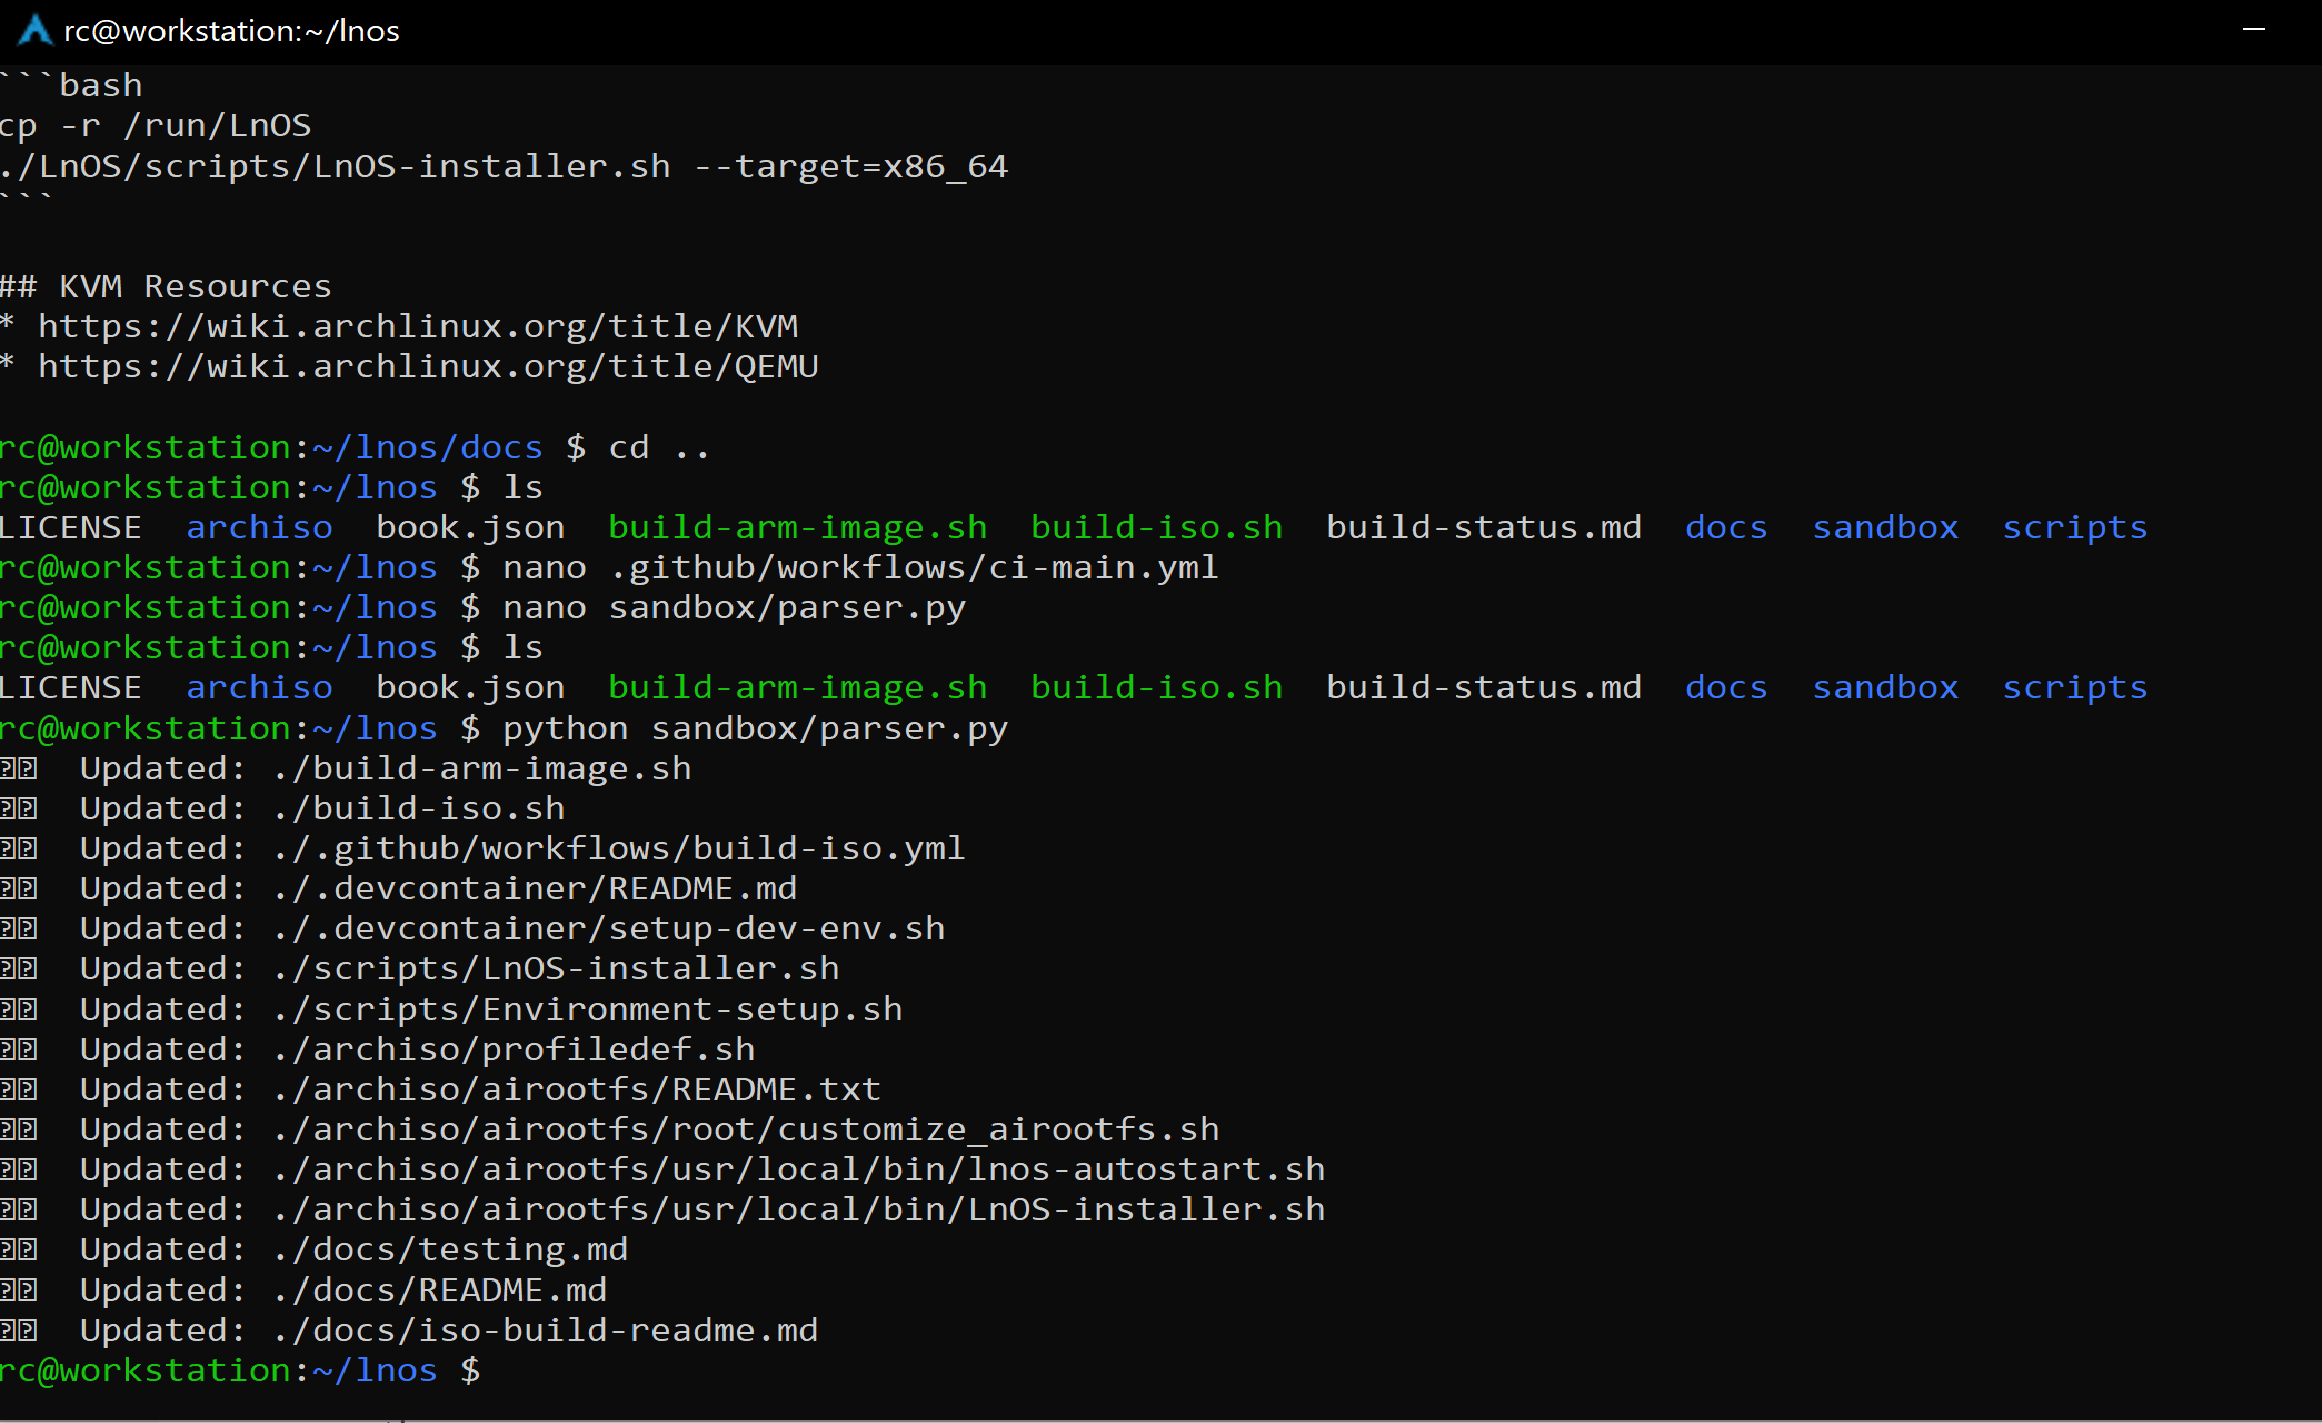 rc@workstation:~/lnos
```bash
cp -r /run/LnOS
./LnOS/scripts/LnOS-installer.sh --target=x86_64
```
## KVM Resources
* https://wiki.archlinux.org/title/KVM
* https://wiki.archlinux.org/title/QEMU
rc@workstation:~/lnos/docs $ cd ..
rc@workstation:~/lnos $ ls
LICENSE  archiso  book.json  build-arm-image.sh  build-iso.sh  build-status.md  docs  sandbox  scripts
rc@workstation:~/lnos $ nano .github/workflows/ci-main.yml
rc@workstation:~/lnos $ nano sandbox/parser.py
rc@workstation:~/lnos $ ls
LICENSE  archiso  book.json  build-arm-image.sh  build-iso.sh  build-status.md  docs  sandbox  scripts
rc@workstation:~/lnos $ python sandbox/parser.py
Updated: ./build-arm-image.sh
Updated: ./build-iso.sh
Updated: ./.github/workflows/build-iso.yml
Updated: ./.devcontainer/README.md
Updated: ./.devcontainer/setup-dev-env.sh
Updated: ./scripts/LnOS-installer.sh
Updated: ./scripts/Environment-setup.sh
Updated: ./archiso/profiledef.sh
Updated: ./archiso/airootfs/README.txt
Updated: ./archiso/airootfs/root/customize_airootfs.sh
Updated: ./archiso/airootfs/usr/local/bin/lnos-autostart.sh
Updated: ./archiso/airootfs/usr/local/bin/LnOS-installer.sh
Updated: ./docs/testing.md
Updated: ./docs/README.md
Updated: ./docs/iso-build-readme.md
rc@workstation:~/lnos $